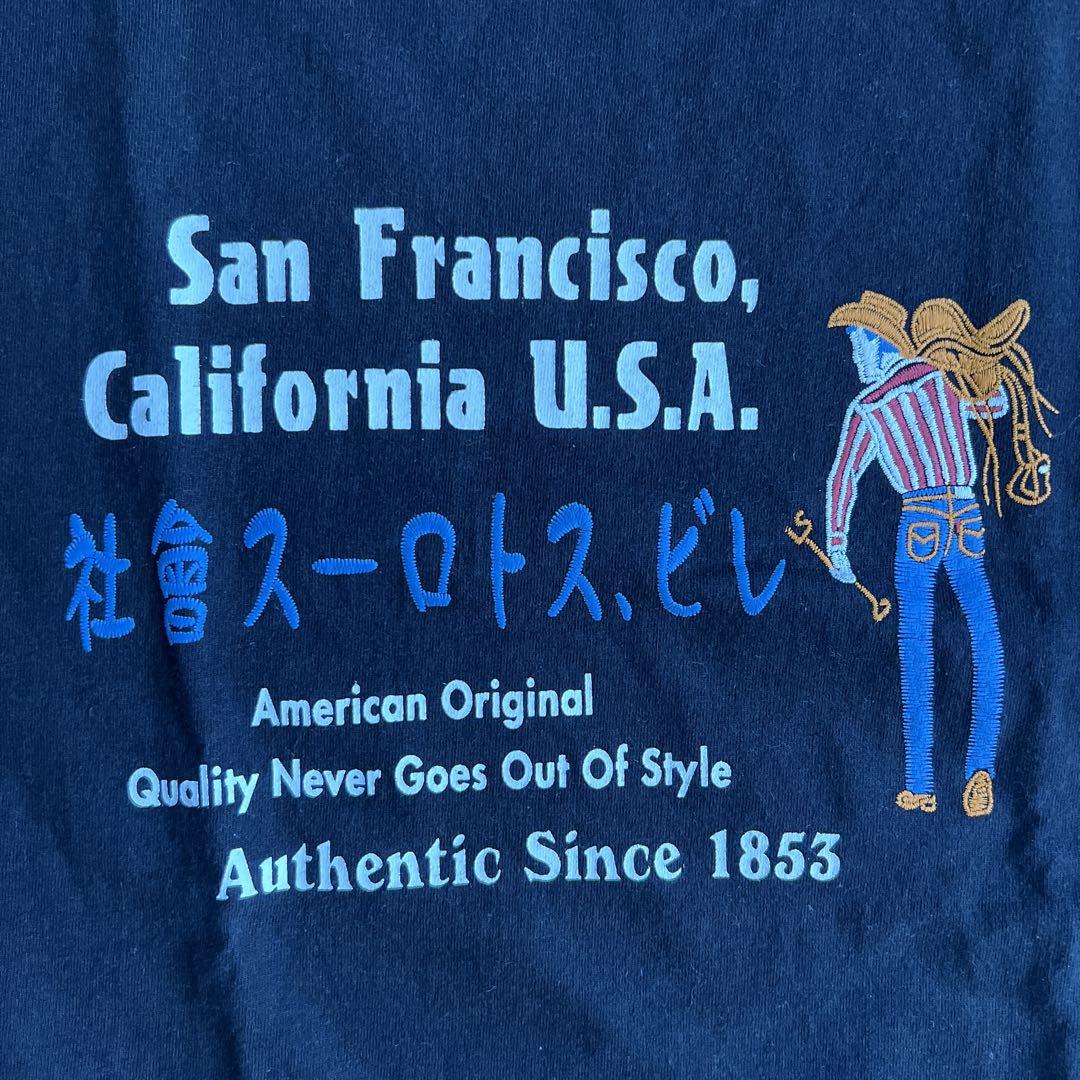 San Francisco,
California U.S.A.
社會スーロトス、ビレ
American Original
Quality Never Goes Out Of Style
Authentic Since 1853